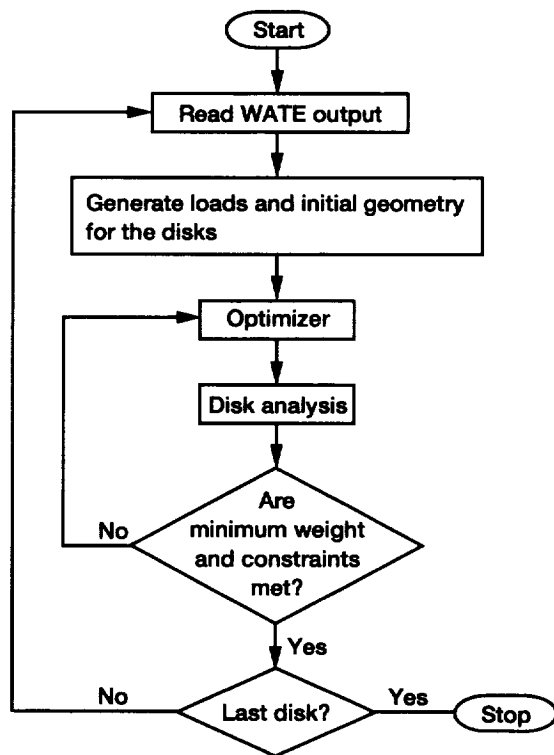 Start
Read WATE output
Generate loads and initial geometry
for the disks
Optimizer
Disk analysis
Are
minimum weight
and constraints
met?
No
Yes
Last disk?
No
Yes
Stop